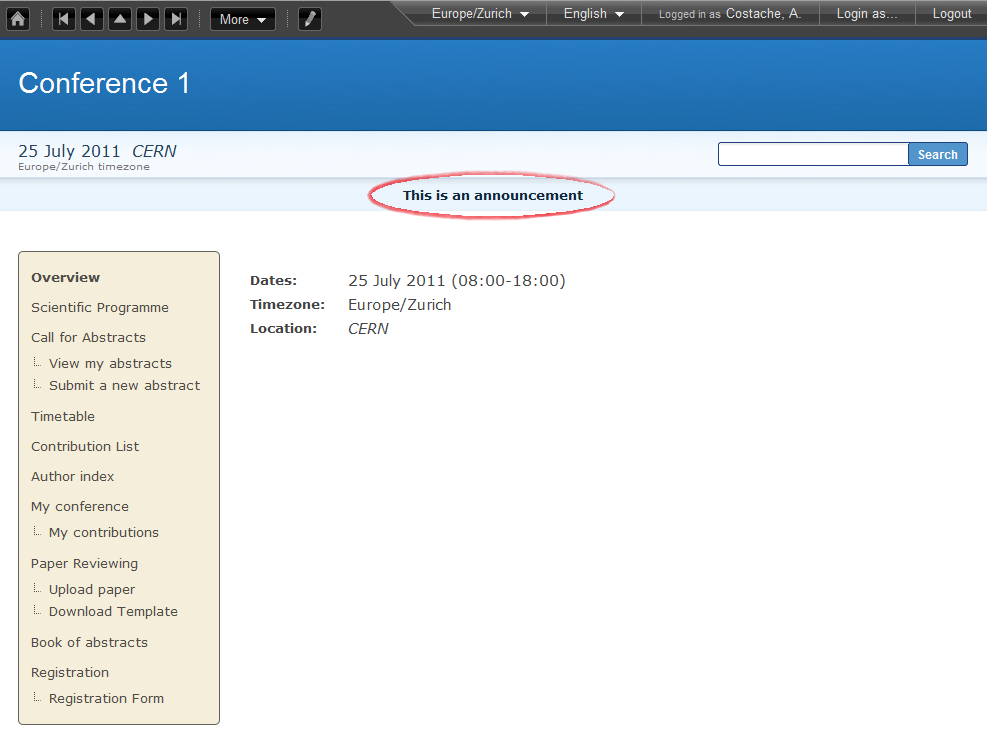 More
Europe/Zurich
English
Logged in as Costache, A.
Login as...
Logout
Conference 1
25 July 2011 CERN
Europe/Zurich timezone
Search
This is an announcement
Overview
Scientific Programme
Call for Abstracts
View my abstracts
Submit a new abstract
Timetable
Contribution List
Author index
My conference
My contributions
Paper Reviewing
Upload paper
Download Template
Book of abstracts
Registration
Registration Form
Dates: 25 July 2011 (08:00-18:00)
Timezone: Europe/Zurich
Location: CERN